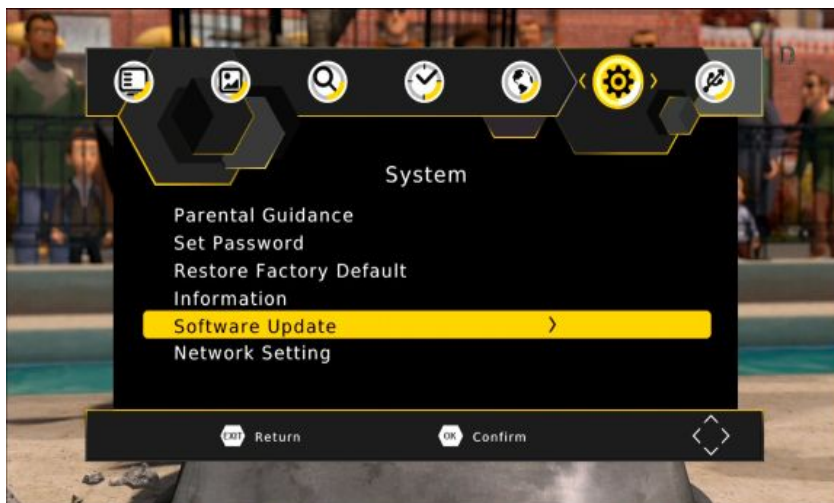 System
Parental Guidance
Set Password
Restore Factory Default
Information
Software Update
Network Setting
EXIT Return OK Confirm